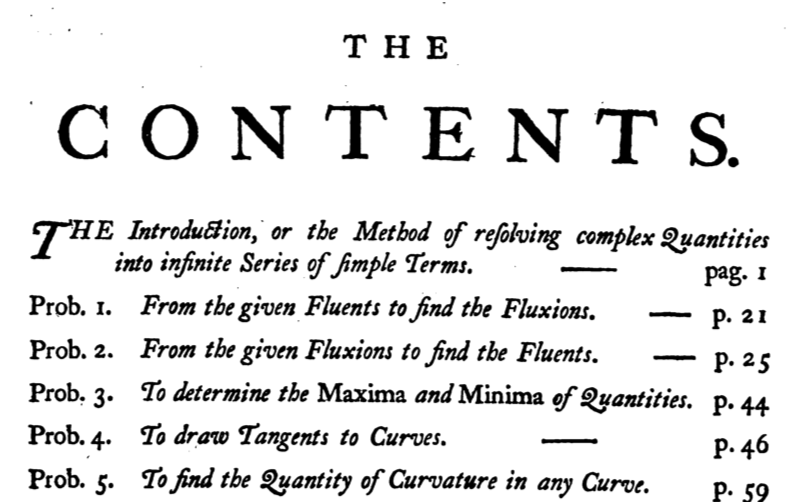 THE
CONTENTS.
THE Introduction, or the Method of reſolving complex Quantities
into infinite Series of ſimple Terms. — pag. 1
Prob. 1. From the given Fluents to find the Fluxions. — p. 21
Prob. 2. From the given Fluxions to find the Fluents. — p. 25
Prob. 3. To determine the Maxima and Minima of Quantities. p. 44
Prob. 4. To draw Tangents to Curves. — p. 46
Prob. 5. To find the Quantity of Curvature in any Curve. p. 59